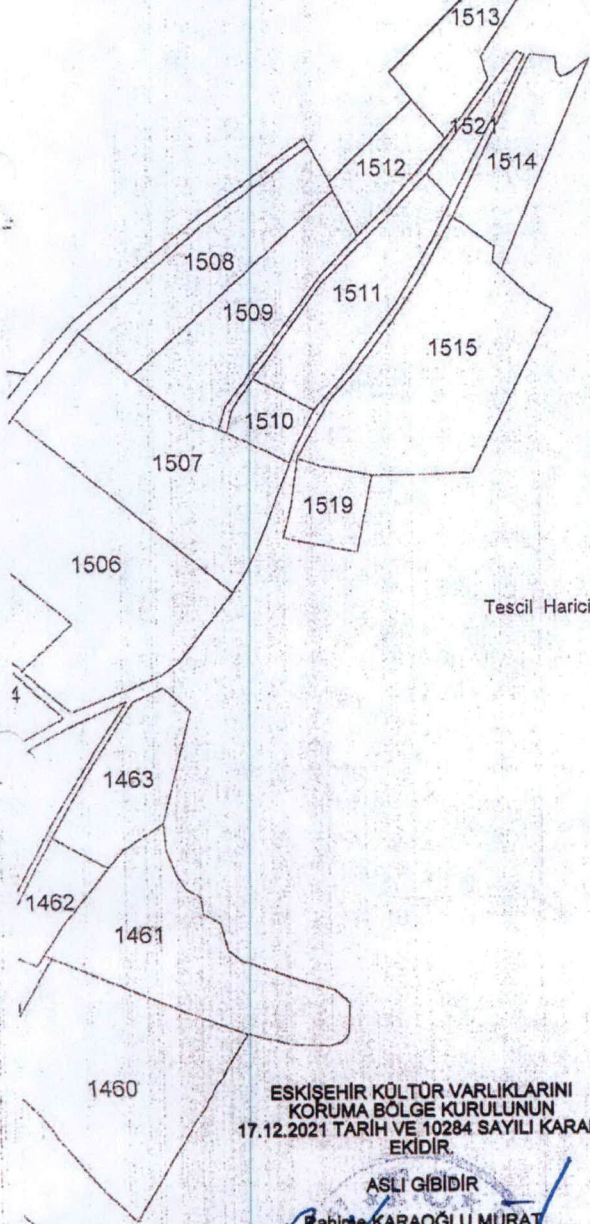 1513
1521
1512
1514
1508
1511
1509
1515
1510
1507
1519
1506
Tescil Harici
4
1463
1462
1461
1460
ESKİŞEHİR KÜLTÜR VARLIKLARINI
KORUMA BÖLGE KURULUNUN
17.12.2021 TARİH VE 10284 SAYILI KARA
EKİDİR.
ASLI GİBİDİR
KARAOĞLU MURAT